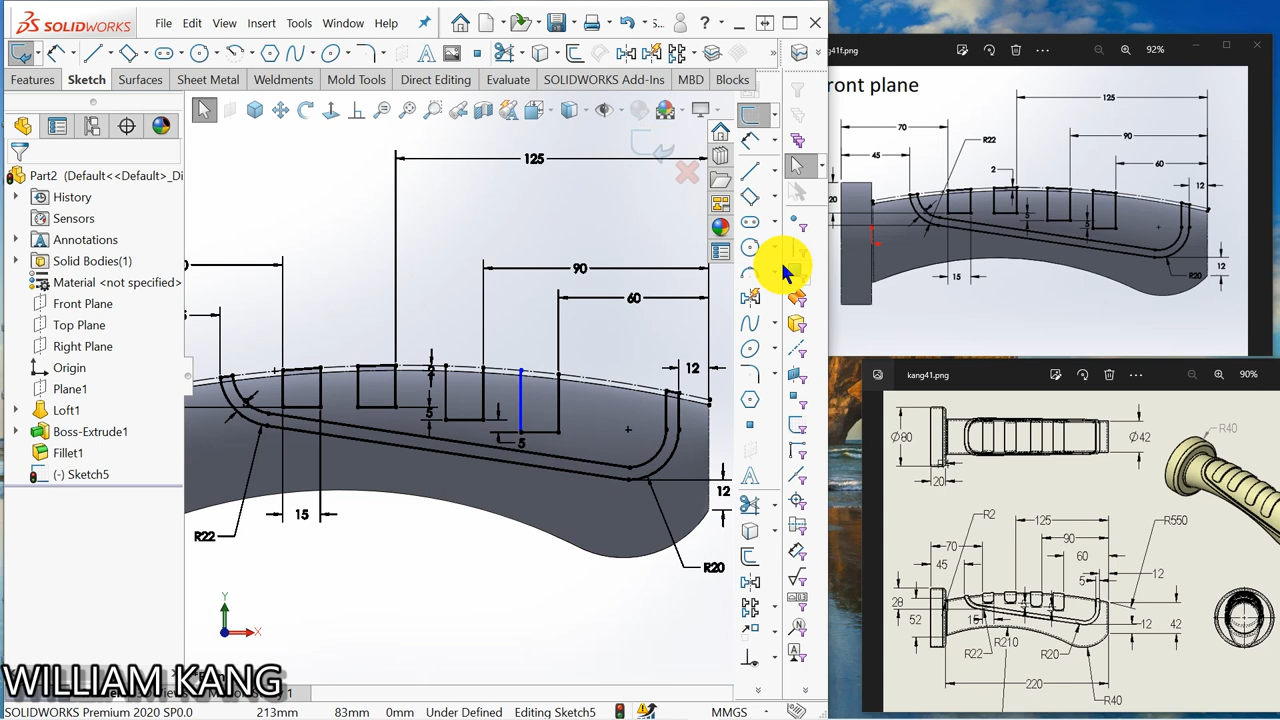 SOLIDWORKS File Edit View Insert Tools Window Help S... ?
Features Sketch Surfaces Sheet Metal Weldments Mold Tools Direct Editing Evaluate SOLIDWORKS Add-Ins MBD Blocks
Part2 (Default<<Default>_Di
History
Sensors
Annotations
Solid Bodies(1)
Material <not specified>
Front Plane
Top Plane
Right Plane
Origin
Plane1
Loft1
Boss-Extrude1
Fillet1
(-) Sketch5
125
90
60
12
2
5
5
12
15
R22
R20
g41f.png 92%
ront plane
125
70
90
R22
45
60
2
12
20
5
5
15
R20
12
kang41.png 90%
Ø80
Ø42
R40
20
125
R2
R550
70
90
45
60
12
5
28
52
15
12
42
R22
R210
R20
220
R40
Y
X
WILLIAM KANG
SOLIDWORKS Premium 2020 SP0.0 213mm 83mm 0mm Under Defined Editing Sketch5 MMGS